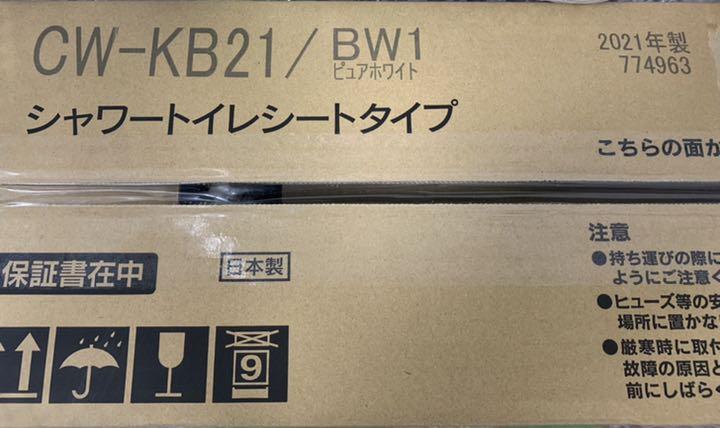 CW-KB21/BW1
ピュアホワイト
2021年製
774963
シャワートイレシートタイプ
こちらの面か
保証書在中
日本製
9
注意
●持ち運びの際に
ようにご注意く
●ヒューズ等の安
場所に置かな
●厳寒時に取付
故障の原因と
前にしばらく